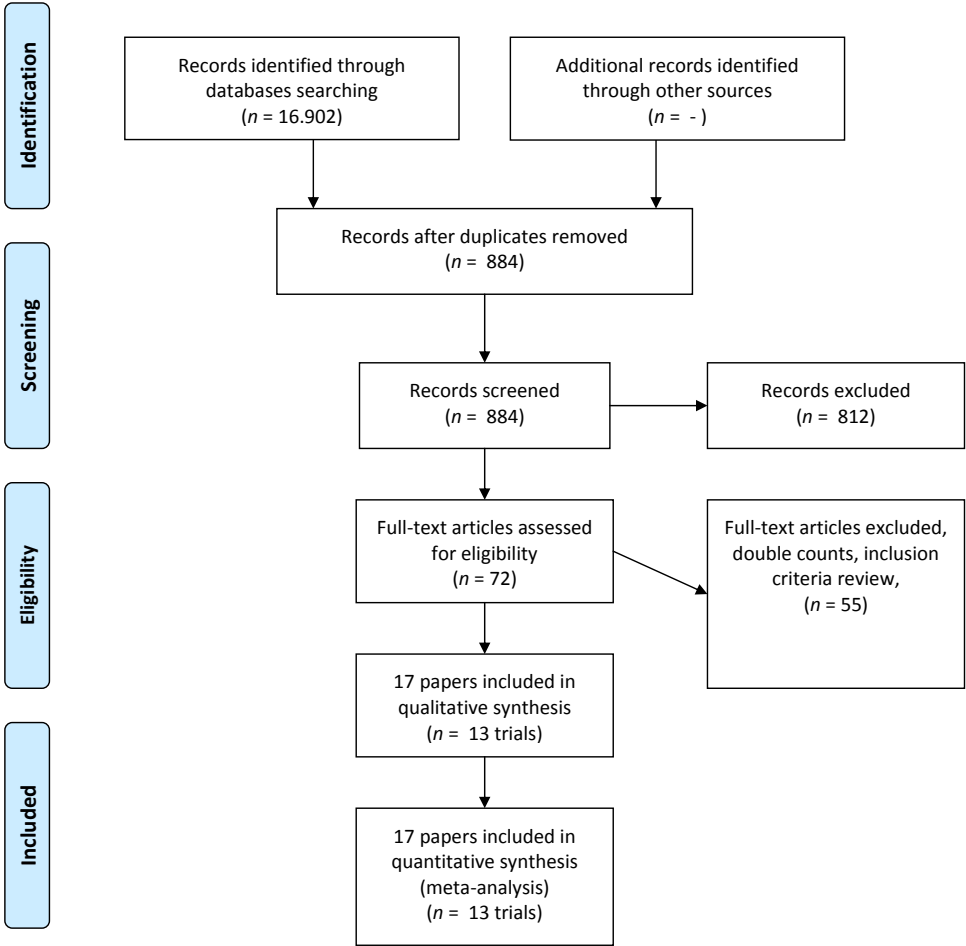 Identification
Records identified through
databases searching
(n = 16.902)
Additional records identified
through other sources
(n = - )
Records after duplicates removed
(n = 884)
Screening
Records screened
(n = 884)
Records excluded
(n = 812)
Eligibility
Full-text articles assessed
for eligibility
(n = 72)
Full-text articles excluded,
double counts, inclusion
criteria review,
(n = 55)
17 papers included in
qualitative synthesis
(n = 13 trials)
Included
17 papers included in
quantitative synthesis
(meta-analysis)
(n = 13 trials)